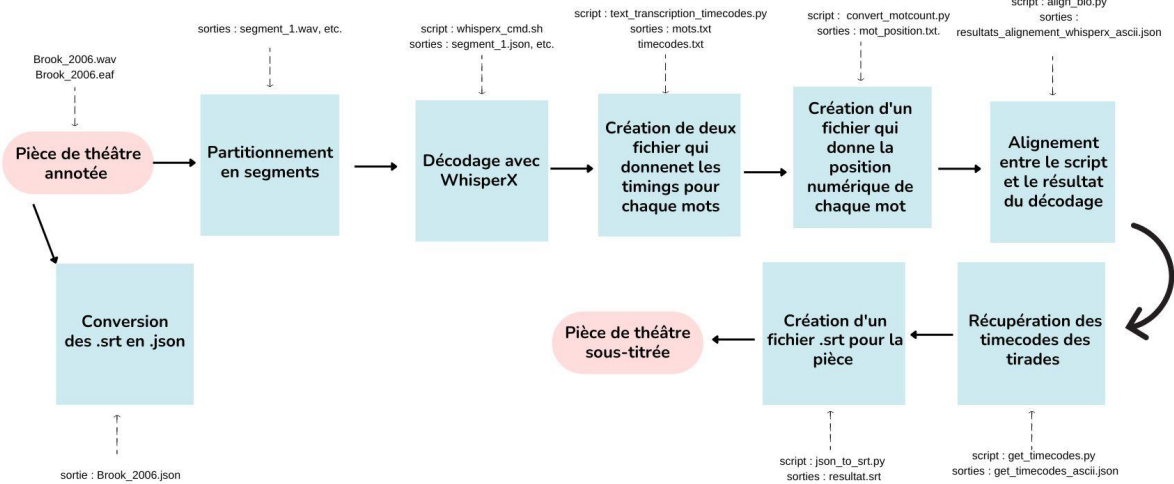 script : align_bio.py
sorties :
resultats_alignement_whisperx_ascii.json
script : text_transcription_timecodes.py
sorties : mots.txt
timecodes.txt
script :  convert_motcount.py
sorties : mot_position.txt.
sorties : segment_1.wav, etc.
script : whisperx_cmd.sh
sorties : segment_1.json, etc.
Brook_2006.wav
Brook_2006.eaf
Pièce de théâtre
annotée
Partitionnement
en segments
Décodage avec
WhisperX
Création de deux
fichier qui
donnenet les
timings pour
chaque mots
Création d'un
fichier qui
donne la
position
numérique de
chaque mot
Alignement
entre le script
et le résultat
du décodage
Conversion
des .srt en .json
Pièce de théâtre
sous-titrée
Création d'un
fichier .srt pour la
pièce
Récupération des
timecodes des
tirades
sortie : Brook_2006.json
script : json_to_srt.py
sorties : resultat.srt
script : get_timecodes.py
sorties : get_timecodes_ascii.json